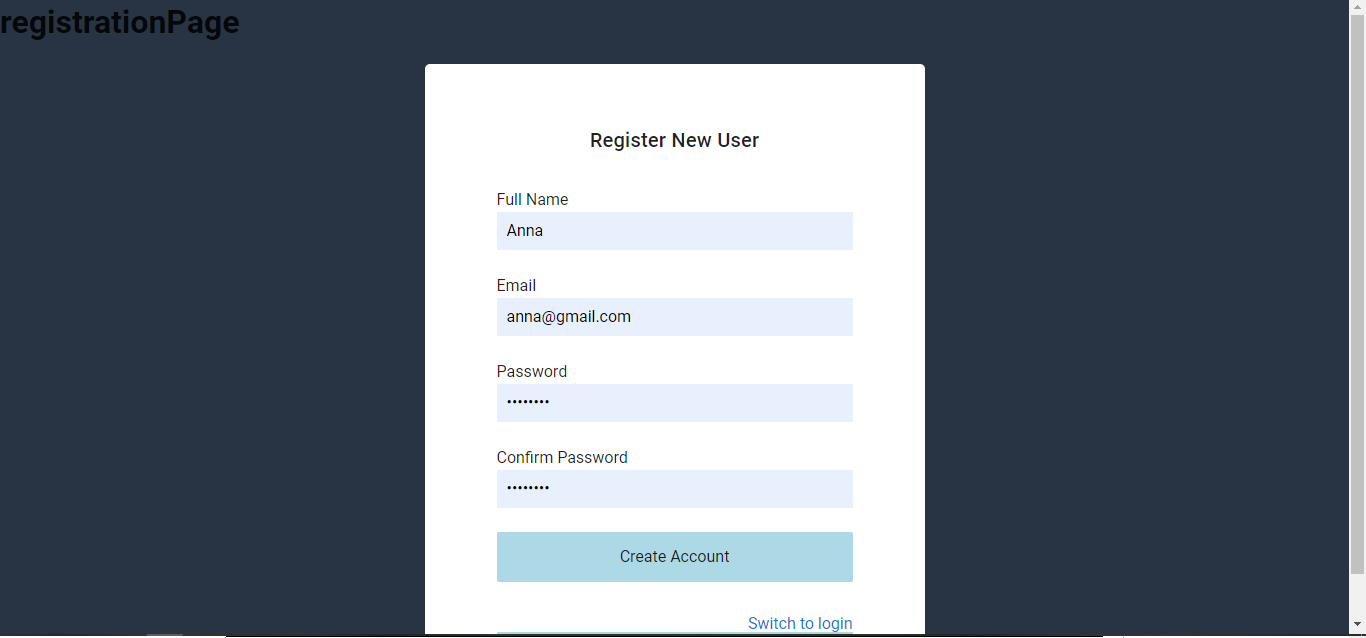 registrationPage
Register New User
Full Name
Anna
Email
anna@gmail.com
Password
••••••••
Confirm Password
••••••••
Create Account
Switch to login